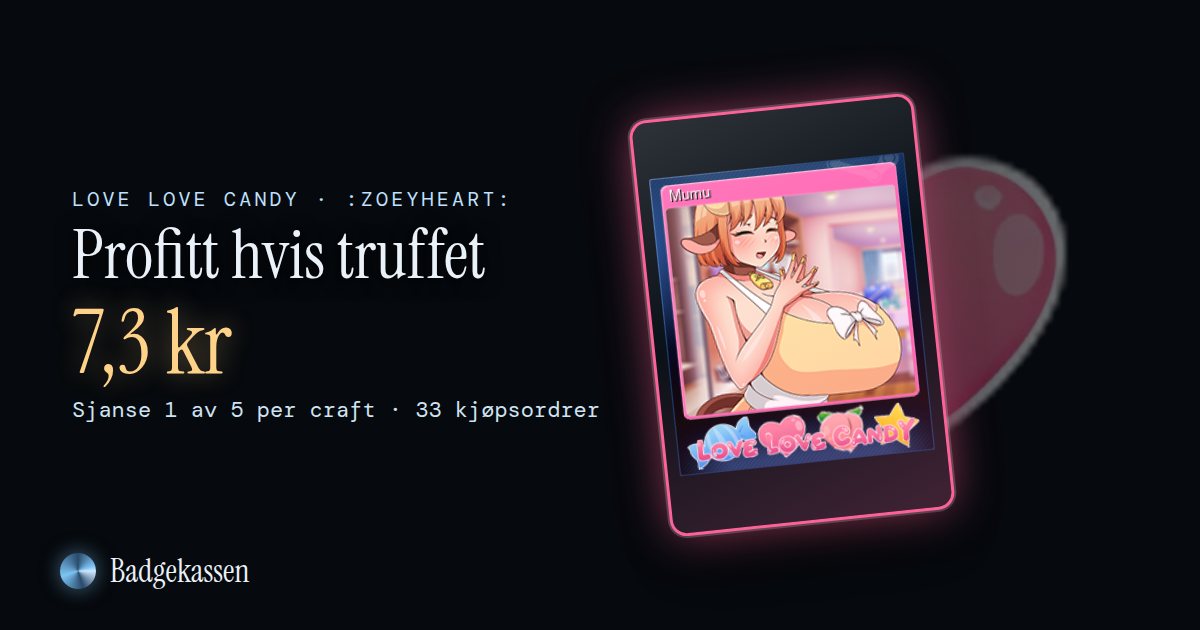 LOVE LOVE CANDY · :ZOEYHEART:
Profitt hvis truffet
7,3 kr
Sjanse 1 av 5 per craft · 33 kjøpsordrer
Mumu
LOVE LOVE CANDY
Badgekassen